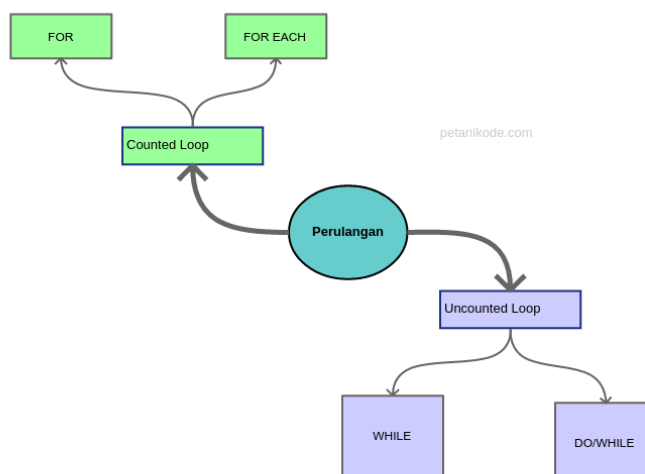 FOR
FOR EACH
Counted Loop
petanikode.com
Perulangan
Uncounted Loop
WHILE
DO/WHILE